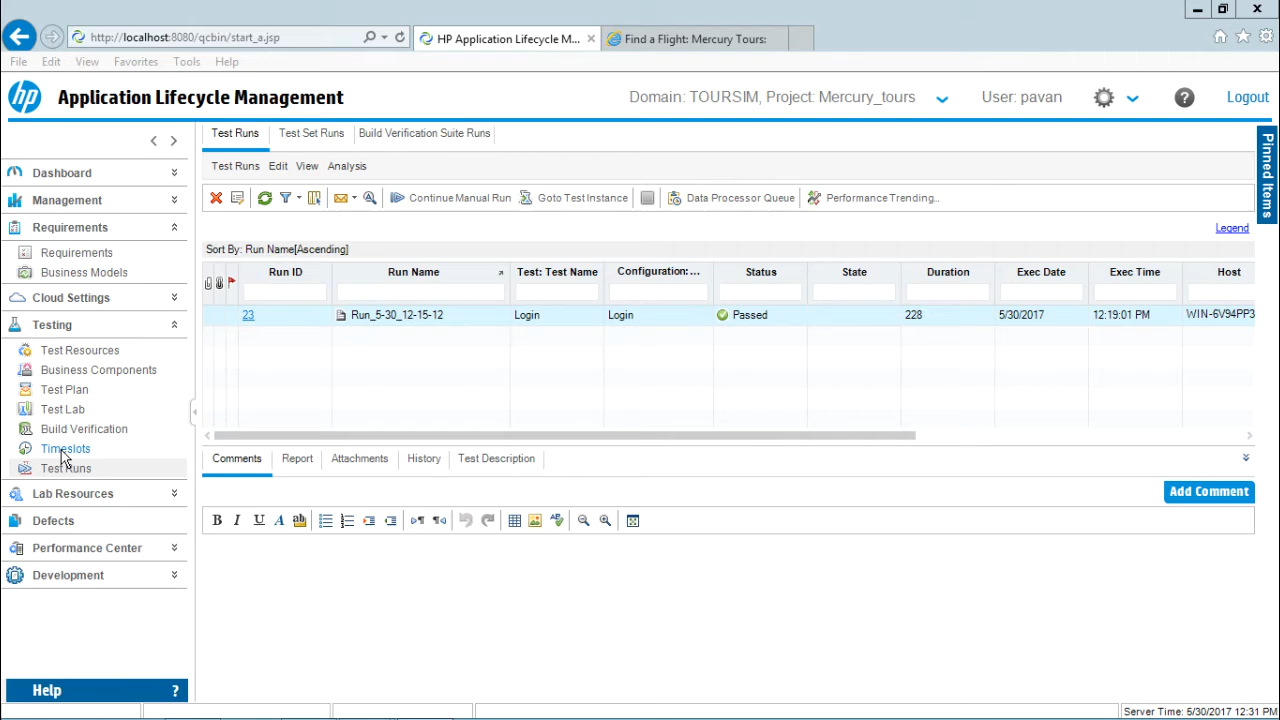 http://localhost:8080/qcbin/start_a.jsp
HP Application Lifecycle M...
Find a Flight: Mercury Tours:
File Edit View Favorites Tools Help
hp Application Lifecycle Management
Domain: TOURSIM, Project: Mercury_tours
User: pavan
Logout
Dashboard
Management
Requirements
Requirements
Business Models
Cloud Settings
Testing
Test Resources
Business Components
Test Plan
Test Lab
Build Verification
Timeslots
Test Runs
Lab Resources
Defects
Performance Center
Development
Help ?
Test Runs Test Set Runs Build Verification Suite Runs
Test Runs Edit View Analysis
Continue Manual Run Goto Test Instance Data Processor Queue Performance Trending..
Legend
Sort By: Run Name[Ascending]
Run ID Run Name Test: Test Name Configuration:... Status State Duration Exec Date Exec Time Host
23 Run_5-30_12-15-12 Login Login Passed 228 5/30/2017 12:19:01 PM WIN-6V94PP3
Comments Report Attachments History Test Description
Add Comment
B I U A ab
Pinned Items
Server Time: 5/30/2017 12:31 PM